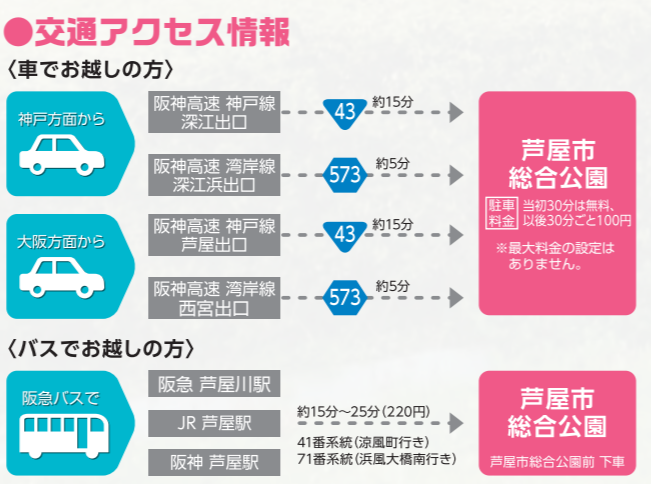 ●交通アクセス情報
〈車でお越しの方〉
神戸方面から
阪神高速 神戸線
深江出口
43
約15分
阪神高速 湾岸線
深江浜出口
573
約5分
大阪方面から
阪神高速 神戸線
芦屋出口
43
約15分
阪神高速 湾岸線
西宮出口
573
約5分
芦屋市
総合公園
駐車
料金
当初30分は無料、
以後30分ごと100円
※最大料金の設定は
ありません。
〈バスでお越しの方〉
阪急バスで
阪急 芦屋川駅
JR 芦屋駅
阪神 芦屋駅
約15分～25分（220円）
41番系統（涼風町行き）
71番系統（浜風大橋南行き）
芦屋市
総合公園
芦屋市総合公園前 下車